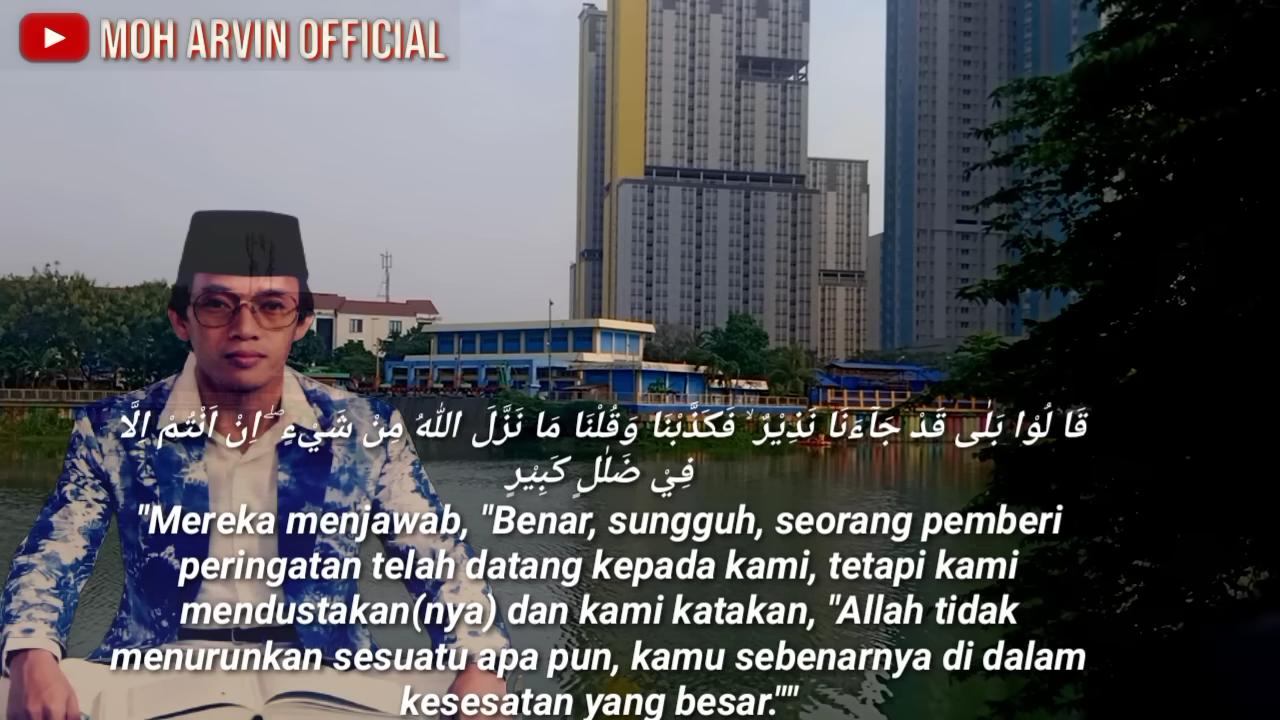 MOH ARVIN OFFICIAL
قَا لُوْا بَلٰى قَدْ جَآءَنَا نَذِيْرٌ ۙ فَكَذَّبْنَا وَقُلْنَا مَا نَزَّلَ اللّٰهُ مِنْ شَيْءٍ ۖ اِنْ اَنْتُمْ اِلَّا
فِيْ ضَلٰلٍ كَبِيْرٍ
"Mereka menjawab, "Benar, sungguh, seorang pemberi
peringatan telah datang kepada kami, tetapi kami
mendustakan(nya) dan kami katakan, "Allah tidak
menurunkan sesuatu apa pun, kamu sebenarnya di dalam
kesesatan yang besar.""